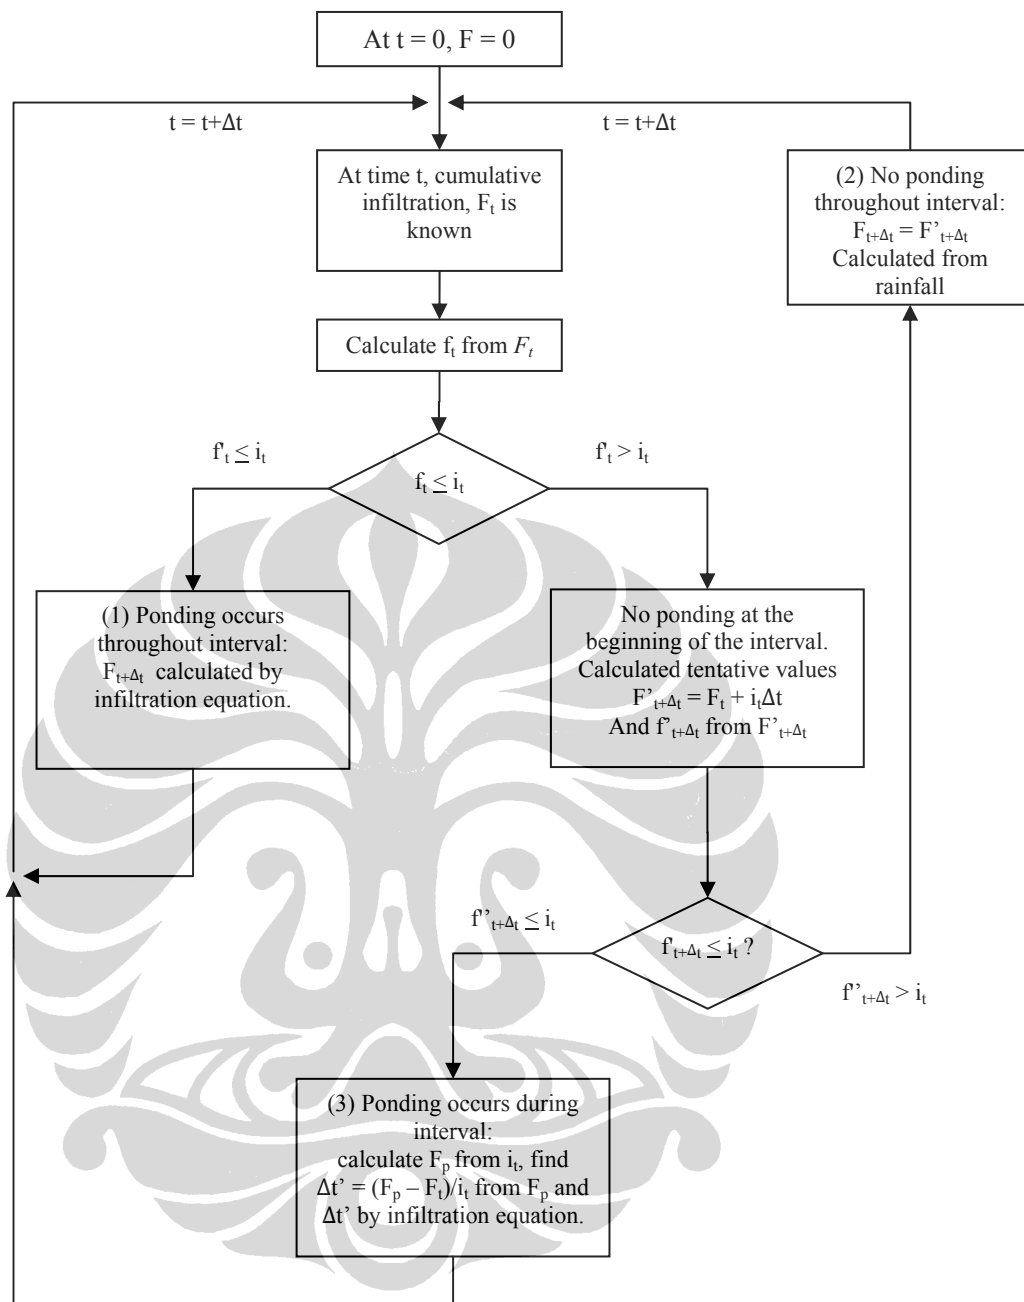 At t = 0, F = 0
t = t+Δt
t = t+Δt
At time t, cumulative
infiltration, Fₜ is
known
(2) No ponding
throughout interval:
Fₜ₊Δₜ = F’ₜ₊Δₜ
Calculated from
rainfall
Calculate fₜ from Fₜ
f'ₜ ≤ iₜ
fₜ ≤ iₜ
f'ₜ > iₜ
(1) Ponding occurs
throughout interval:
Fₜ₊Δₜ calculated by
infiltration equation.
No ponding at the
beginning of the interval.
Calculated tentative values
F’ₜ₊Δₜ = Fₜ + iₜΔt
And f’ₜ₊Δₜ from F’ₜ₊Δₜ
f’’ₜ₊Δₜ ≤ iₜ
f'ₜ₊Δₜ ≤ iₜ ?
f’’ₜ₊Δₜ > iₜ
(3) Ponding occurs during
interval:
calculate Fₚ from iₜ, find
Δt’ = (Fₚ – Fₜ)/iₜ from Fₚ and
Δt’ by infiltration equation.